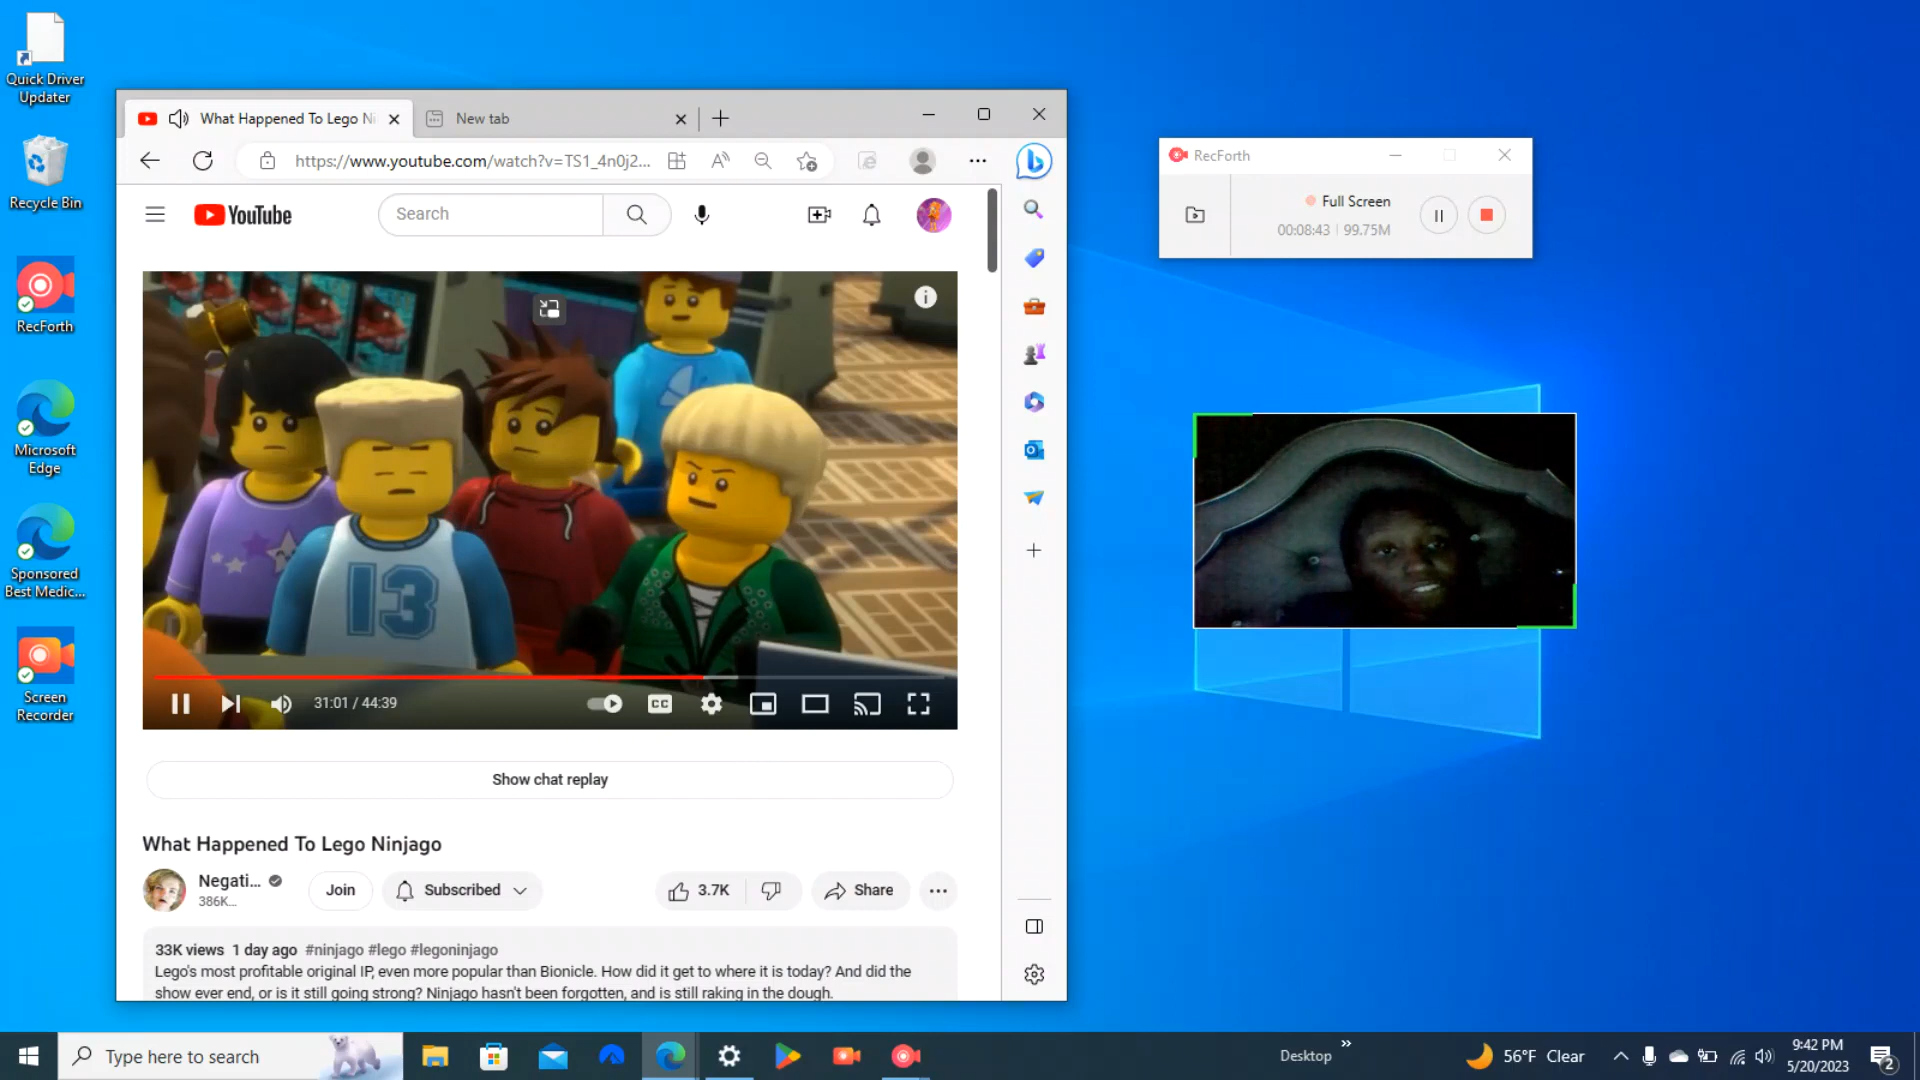 Quick Driver
Updater
Recycle Bin
RecForth
Microsoft
Edge
Sponsored
Best Medic...
Screen
Recorder
What Happened To Lego Ni
New tab
https://www.youtube.com/watch?v=TS1_4n0j2...
YouTube
Search
13
31:01 / 44:39
CC
Show chat replay
What Happened To Lego Ninjago
Negati...
386K...
Join
Subscribed
3.7K
Share
33K views 1 day ago #ninjago #lego #legoninjago
Lego's most profitable original IP, even more popular than Bionicle. How did it get to where it is today? And did the
show ever end, or is it still going strong? Ninjago hasn't been forgotten, and is still raking in the dough.
RecForth
Full Screen
00:08:43 | 99.75M
Type here to search
Desktop
56°F Clear
9:42 PM
5/20/2023
2